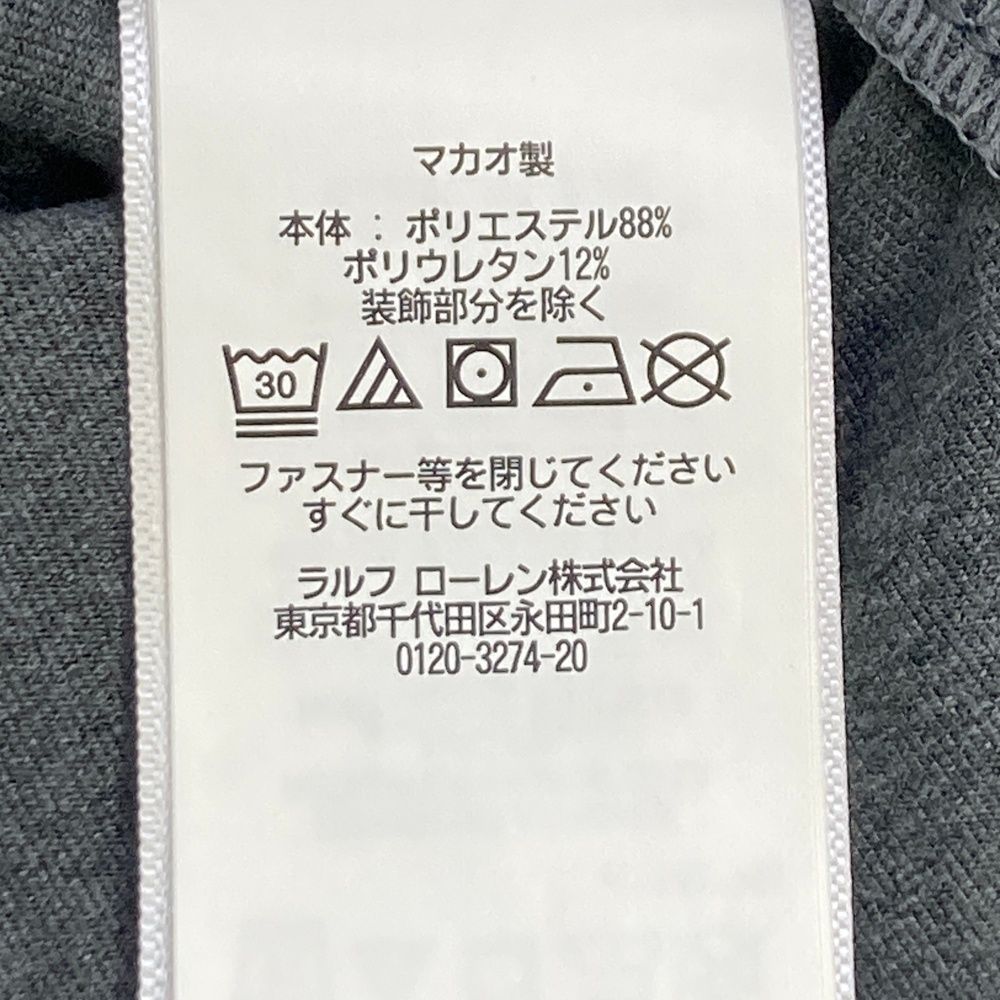 マカオ製
本体 : ポリエステル88%
ポリウレタン12%
装飾部分を除く
30
ファスナー等を閉じてください
すぐに干してください
ラルフ ローレン株式会社
東京都千代田区永田町2-10-1
0120-3274-20